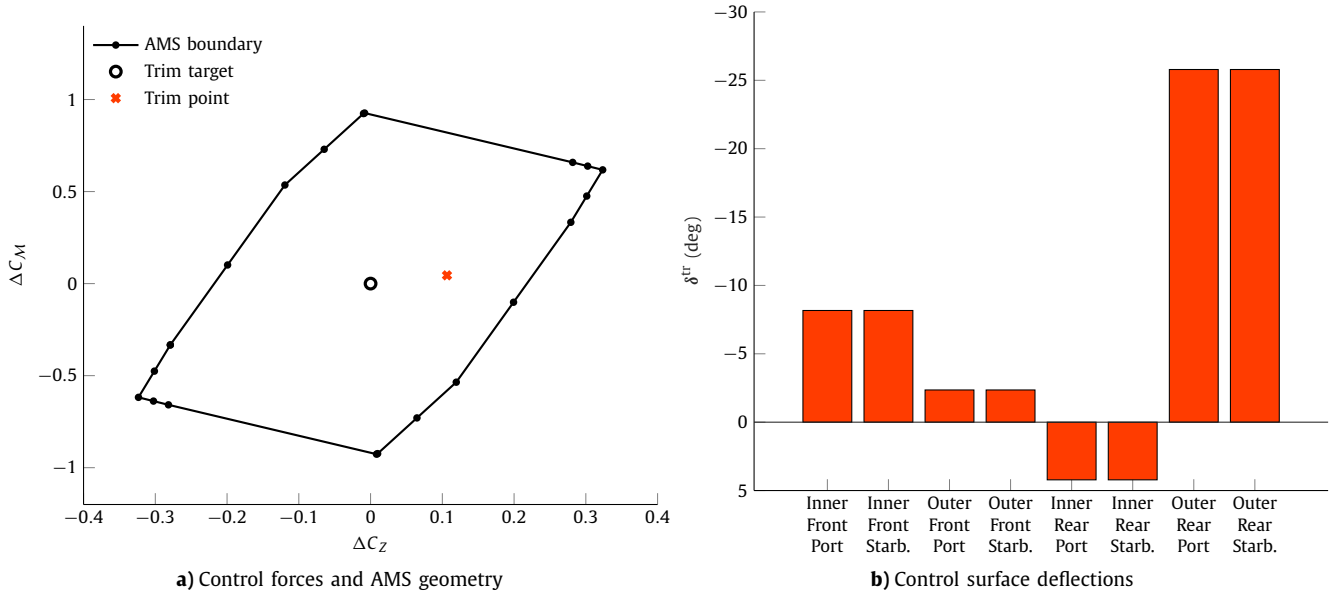 AMS boundary
Trim target
Trim point
1
0.5
0
−0.5
−1
ΔC_M
−0.4 −0.3 −0.2 −0.1 0 0.1 0.2 0.3 0.4
ΔC_Z
a) Control forces and AMS geometry
-30
-25
-20
-15
-10
-5
0
5
δ^tr (deg)
Inner Inner Outer Outer Inner Inner Outer Outer
Front Front Front Front Rear Rear Rear Rear
Port Starb. Port Starb. Port Starb. Port Starb.
b) Control surface deflections